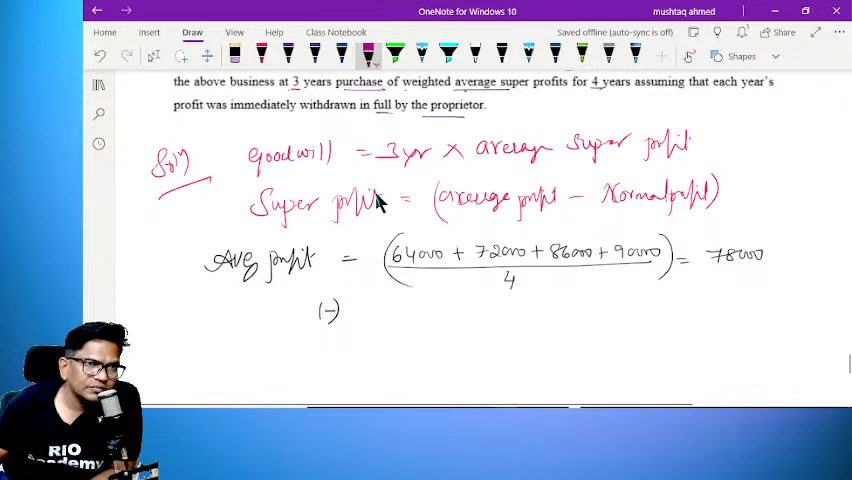 OneNote for Windows 10
mushtaq ahmed
Home Insert Draw View Help Class Notebook
Saved offline (auto-sync is off)
Share
Shapes
the above business at 3 years purchase of weighted average super profits for 4 years assuming that each year's
profit was immediately withdrawn in full by the proprietor.
Soln Goodwill = 3yr × average Super profit
Super profit = (average profit - Normal profit)
Avg profit = (64000 + 72000 + 86000 + 90000 / 4) = 78000
(-)
RIO
Academy